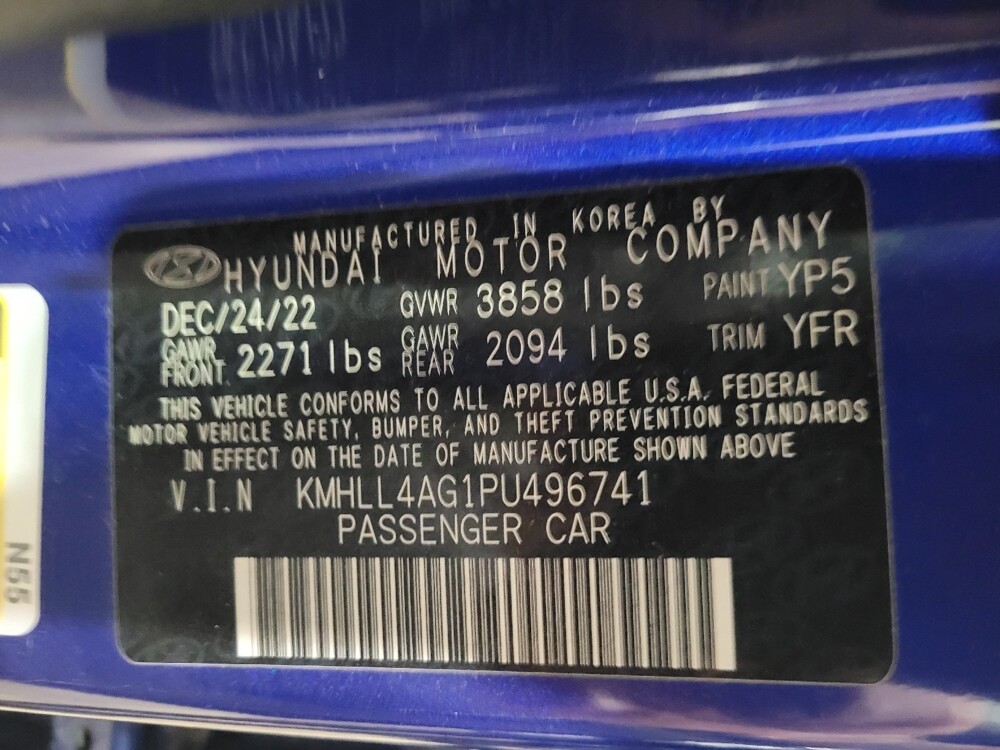 MANUFACTURED IN KOREA BY
HYUNDAI MOTOR COMPANY
DEC/24/22 GVWR 3858 lbs PAINT YP5
GAWR FRONT 2271 lbs GAWR REAR 2094 lbs TRIM YFR
THIS VEHICLE CONFORMS TO ALL APPLICABLE U.S.A. FEDERAL
MOTOR VEHICLE SAFETY, BUMPER, AND THEFT PREVENTION STANDARDS
IN EFFECT ON THE DATE OF MANUFACTURE SHOWN ABOVE
V.I.N KMHLL4AG1PU496741
PASSENGER CAR
N55